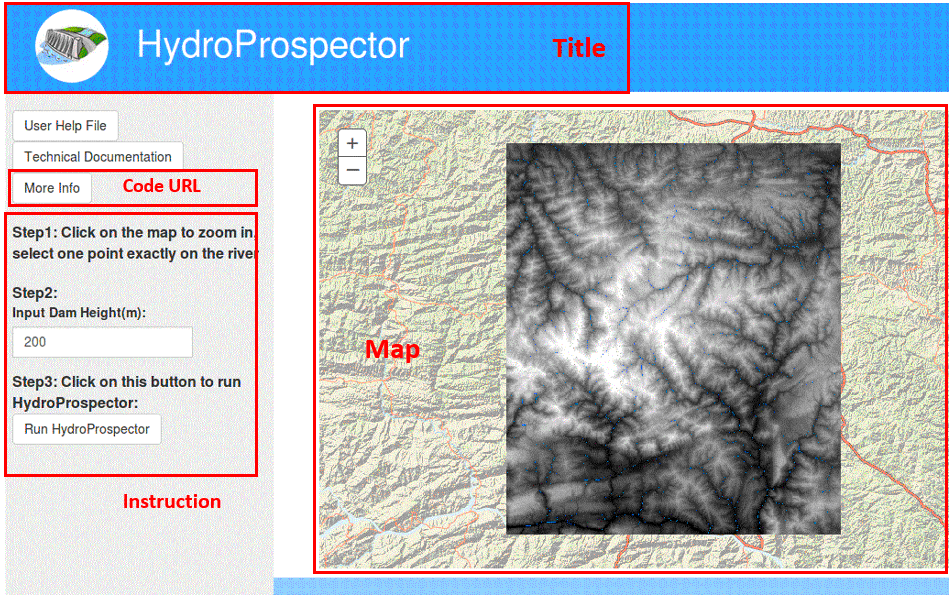 HydroProspector
Title
User Help File
Technical Documentation
More Info
Code URL
Step1: Click on the map to zoom in,
select one point exactly on the river
Step2:
Input Dam Height(m):
200
Step3: Click on this button to run
HydroProspector:
Run HydroProspector
Instruction
+
−
Map